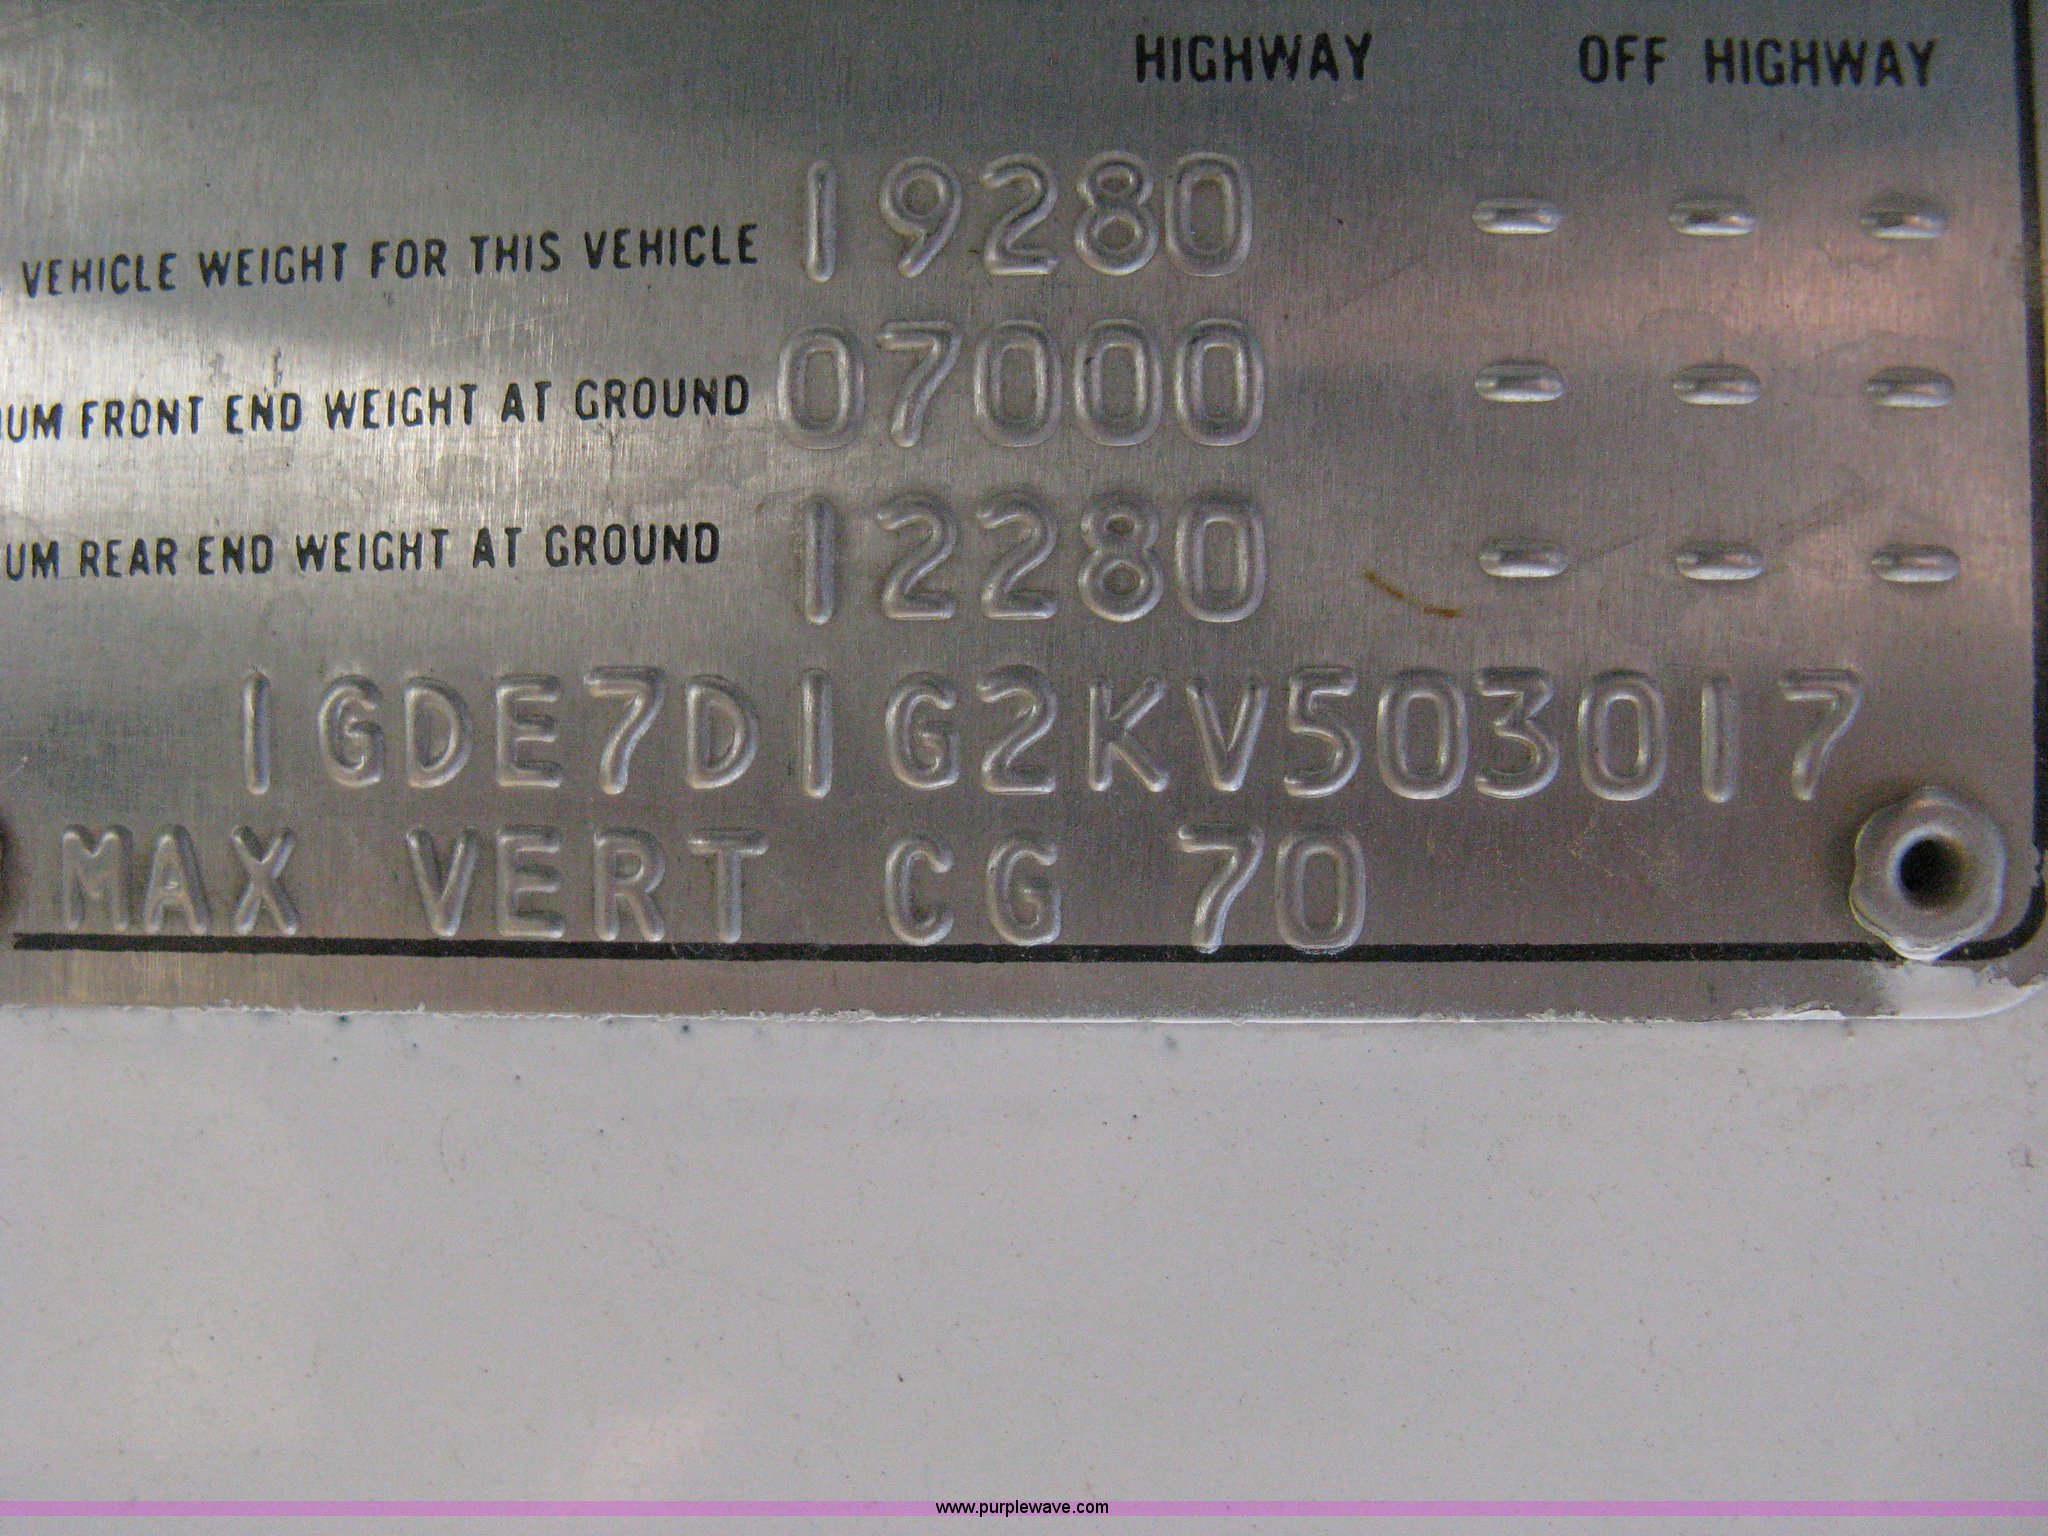 HIGHWAY OFF HIGHWAY
VEHICLE WEIGHT FOR THIS VEHICLE 19280 - - -
UM FRONT END WEIGHT AT GROUND 07000 - - -
UM REAR END WEIGHT AT GROUND 12280 - - -
1GDE7D1G2KV503017
MAX VERT CG 70
www.purplewave.com